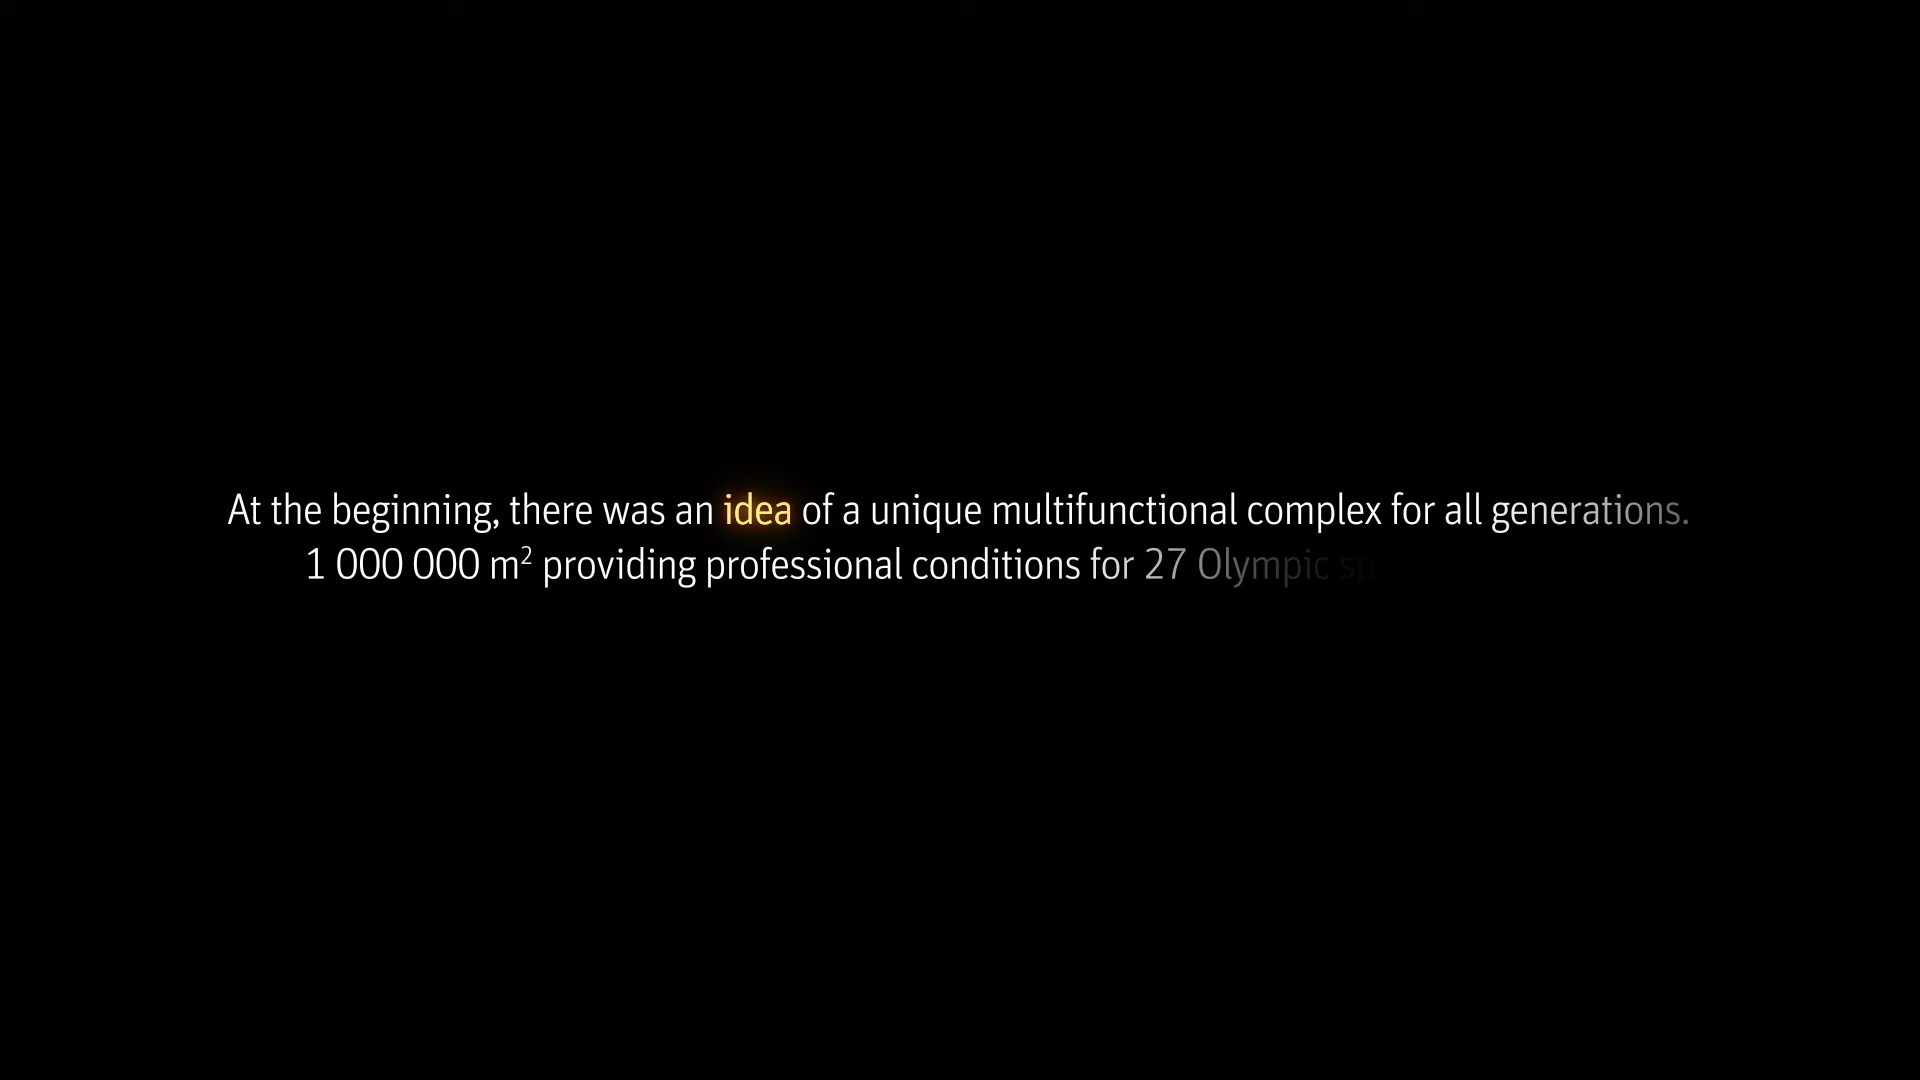 At the beginning, there was an idea of a unique multifunctional complex for all generations.
1 000 000 m² providing professional conditions for 27 Olympic